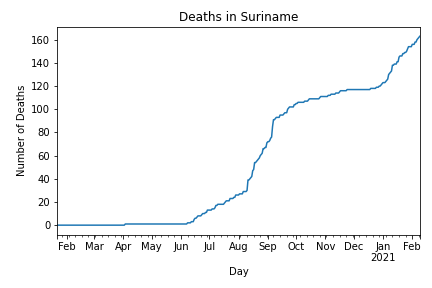 Deaths in Suriname
160
140
120
100
80
60
40
20
0
Number of Deaths
Feb Mar Apr May Jun Jul Aug Sep Oct Nov Dec Jan Feb
2021
Day